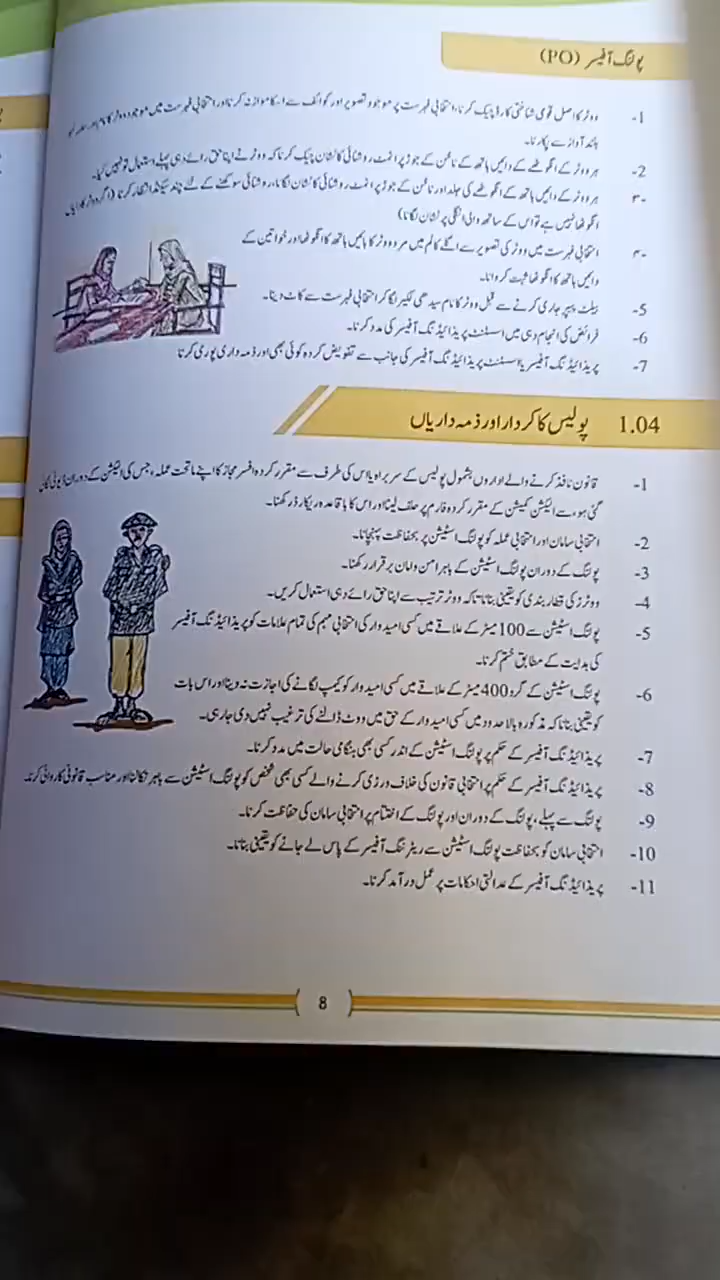 پولنگ آفیسر (PO)
1- ووٹر کا اصل قومی شناختی کارڈ چیک کرنا، انتخابی فہرست پر موجود تصویر اور کوائف سے اس کا موازنہ کرنا اور انتخابی فہرست میں موجود ووٹر کا نام اور
بلند آواز سے پکارنا۔
2- ہر ووٹر کے انگوٹھے کے دائیں ہاتھ کے ناخن کے جوڑ پر انمٹ روشنائی کا نشان چیک کرنا کہ ووٹر نے اپنا حق رائے دہی پہلے استعمال تو نہیں کیا۔
۳- ہر ووٹر کے دائیں ہاتھ کے انگوٹھے کی جلد اور ناخن کے جوڑ پر انمٹ روشنائی کا نشان لگانا، روشنائی سوکھنے کے لئے چند سیکنڈ انتظار کرنا (اگر ووٹر کا دایاں
انگوٹھا نہیں ہے تو اس کے ساتھ والی انگلی پر نشان لگانا)
۴- انتخابی فہرست میں ووٹر کی تصویر سے اگلے کالم میں مرد ووٹر کا بائیں ہاتھ کا انگوٹھا اور خواتین کے
دائیں ہاتھ کا انگوٹھا ثبت کروانا۔
5- بیلٹ پیپر جاری کرنے سے قبل ووٹر کا نام سیدھی لکیر لگا کر انتخابی فہرست سے کاٹ دینا۔
6- فرائض کی انجام دہی میں اسسٹنٹ پریذائیڈنگ آفیسر کی مدد کرنا۔
7- پریذائیڈنگ آفیسر یا اسسٹنٹ پریذائیڈنگ آفیسر کی جانب سے تفویض کردہ کوئی بھی اور ذمہ داری پوری کرنا
1.04 پولیس کا کردار اور ذمہ داریاں
1- قانون نافذ کرنے والے اداروں بشمول پولیس کے سربراہ یا اس کی طرف سے مقرر کردہ افسر مجاز کا اپنے ماتحت عملہ، جس کی الیکشن کے دوران ڈیوٹی لگائی
گئی ہو، سے الیکشن کمیشن کے مقرر کردہ فارم پر حلف لینا اور اس کا باقاعدہ ریکارڈ رکھنا۔
2- انتخابی سامان اور انتخابی عملہ کو پولنگ اسٹیشن پر بحفاظت پہنچانا۔
3- پولنگ کے دوران پولنگ اسٹیشن کے باہر امن و امان برقرار رکھنا۔
4- ووٹرز کی قطار بندی کو یقینی بنانا تاکہ ووٹر ترتیب سے اپنا حق رائے دہی استعمال کریں۔
5- پولنگ اسٹیشن سے 100 میٹر کے علاقے میں کسی امیدوار کی انتخابی مہم کی تمام علامات کو پریذائیڈنگ آفیسر
کی ہدایت کے مطابق ختم کرنا۔
6- پولنگ اسٹیشن کے گرد 400 میٹر کے علاقے میں کسی امیدوار کو کیمپ لگانے کی اجازت نہ دینا اور اس بات
کو یقینی بنانا کہ مذکورہ بالا حدود میں کسی امیدوار کے حق میں ووٹ ڈالنے کی ترغیب نہیں دی جا رہی۔
7- پریذائیڈنگ آفیسر کے حکم پر پولنگ اسٹیشن کے اندر کسی بھی ہنگامی حالت میں مدد کرنا۔
8- پریذائیڈنگ آفیسر کے حکم پر انتخابی قانون کی خلاف ورزی کرنے والے کسی بھی شخص کو پولنگ اسٹیشن سے باہر نکالنا اور مناسب قانونی کاروائی کرنا۔
9- پولنگ سے پہلے، پولنگ کے دوران اور پولنگ کے اختتام پر انتخابی سامان کی حفاظت کرنا۔
10- انتخابی سامان کو بحفاظت پولنگ اسٹیشن سے ریٹرننگ آفیسر کے پاس لے جانے کو یقینی بنانا۔
11- پریذائیڈنگ آفیسر کے عدالتی احکامات پر عمل درآمد کرنا۔
8